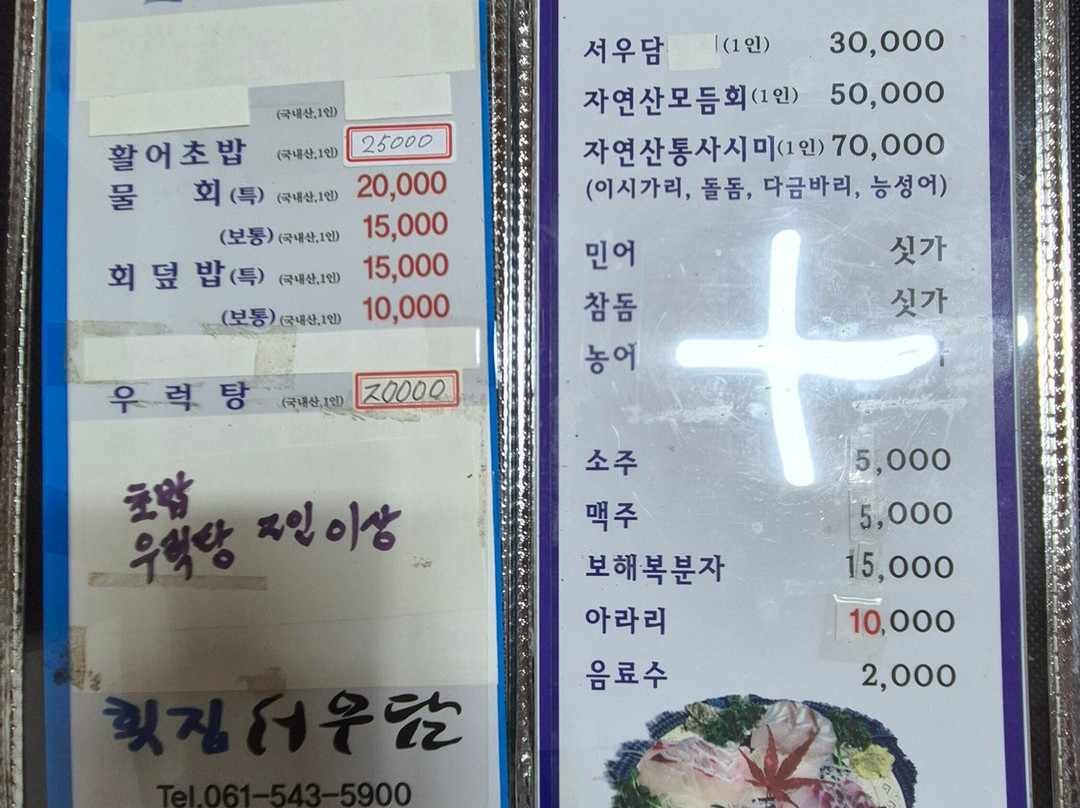 (국내산,1인)
활어초밥 (국내산,1인) 25000
물 회 (특) (국내산,1인) 20,000
(보통) (국내산,1인) 15,000
회 덮 밥 (특) (국내산,1인) 15,000
(보통) (국내산,1인) 10,000
우 럭 탕 (국내산,1인) 20000
초밥
우럭탕 2인 이상
횟집 서우담
Tel.061-543-5900
서우담 (1인) 30,000
자연산모듬회(1인) 50,000
자연산통사시미(1인) 70,000
(이시가리, 돌돔, 다금바리, 능성어)
민어 싯가
참돔 싯가
농어
소주 5,000
맥주 5,000
보해복분자 15,000
아라리 10,000
음료수 2,000